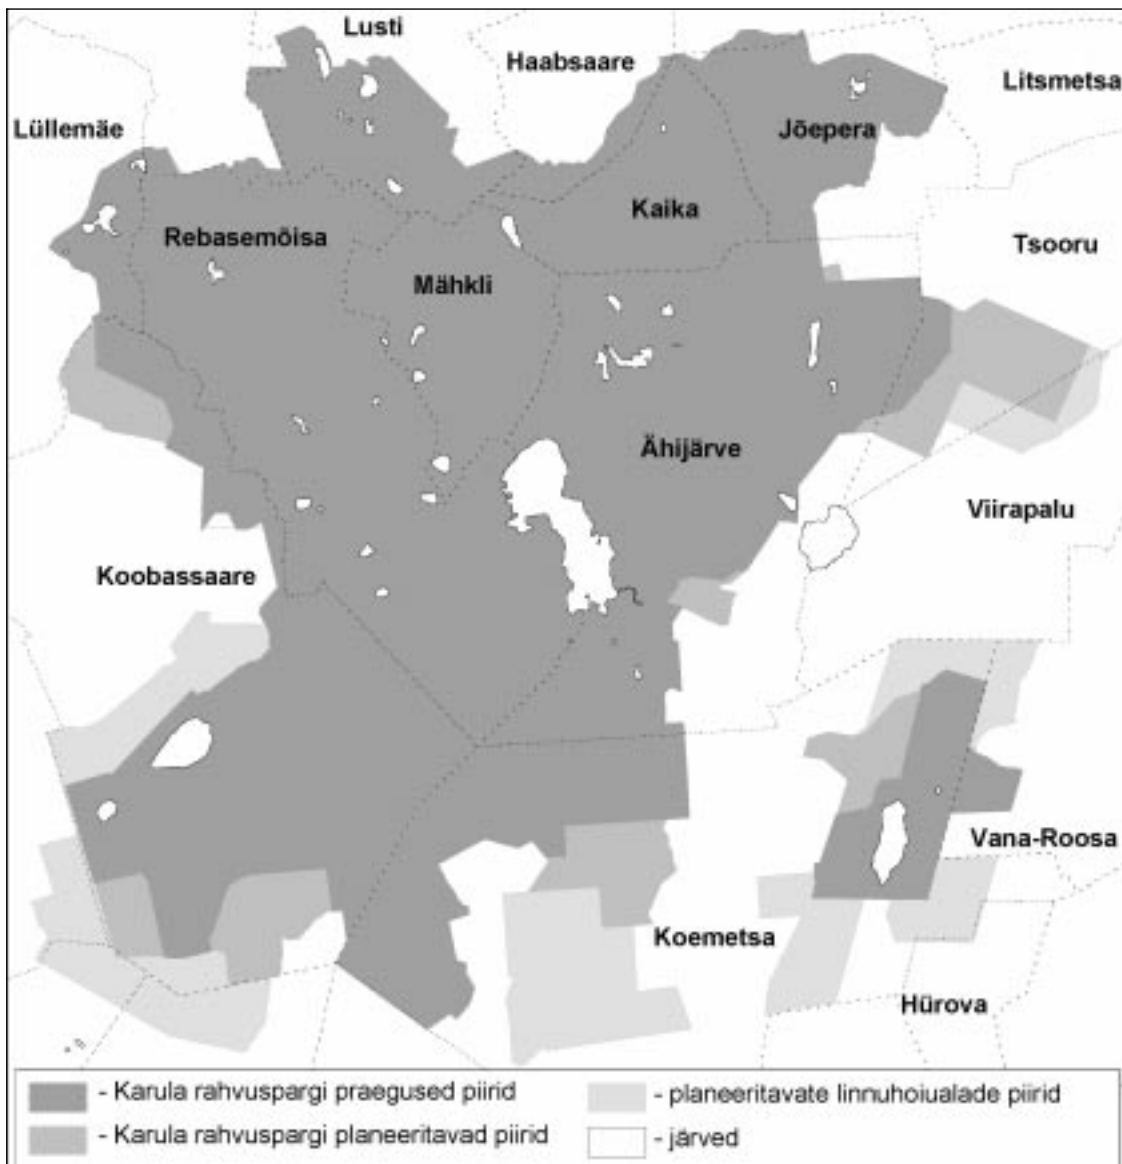 Lusti
Haabsaare
Litsmetsa
Lüllemäe
Jõepera
Kaika
Rebasemõisa
Tsooru
Mähkli
Ähijärve
Viirapalu
Koobassaare
Vana-Roosa
Koemetsa
Hürova
- Karula rahvuspargi praegused piirid
- planeeritavate linnuhoiualade piirid
- Karula rahvuspargi planeeritavad piirid
- järved